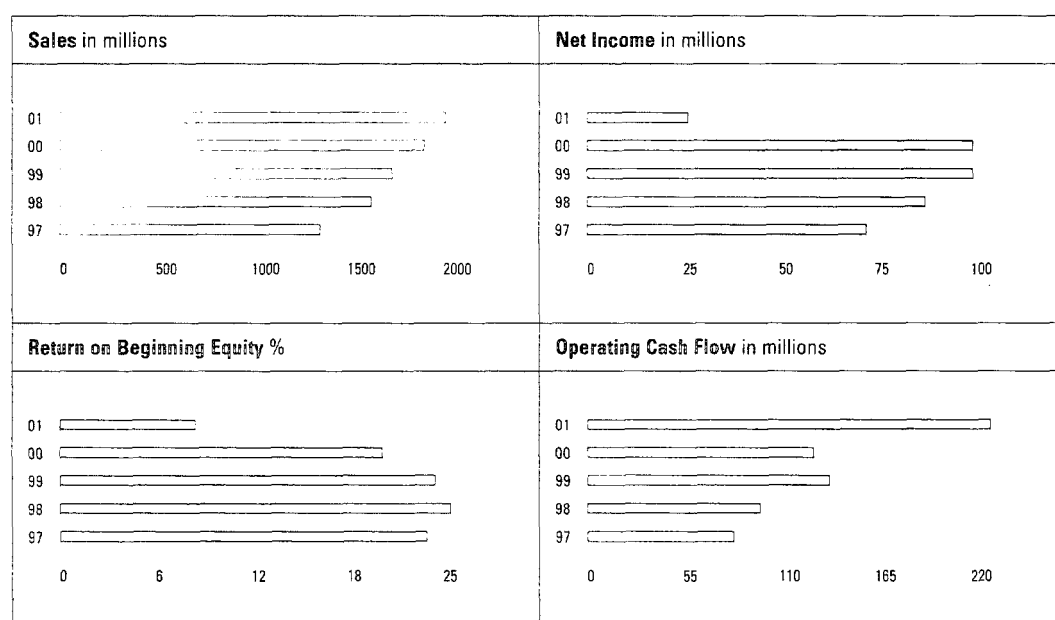 Sales in millions
01
00
99
98
97
0 500 1000 1500 2000
Net Income in millions
01
00
99
98
97
0 25 50 75 100
Return on Beginning Equity %
01
00
99
98
97
0 6 12 18 25
Operating Cash Flow in millions
01
00
99
98
97
0 55 110 165 220